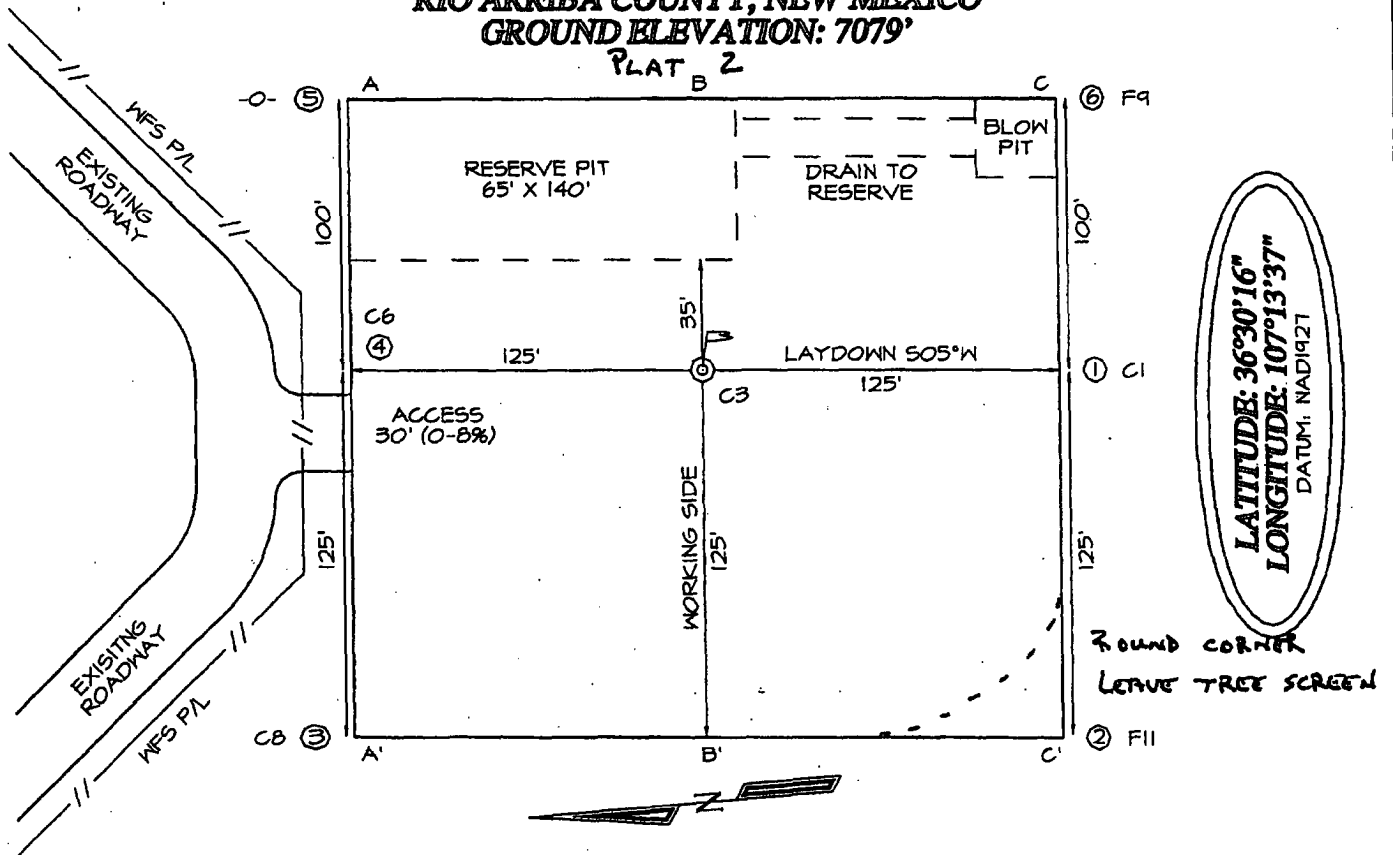 RIO ARRIBA COUNTY, NEW MEXICO
GROUND ELEVATION: 7079'
PLAT 2
A
B
C
-0- ⑤
⑥ F9
WFS P/L
EXISTING
ROADWAY
RESERVE PIT
65' X 140'
BLOW
PIT
DRAIN TO
RESERVE
100'
100'
35'
C6
④
125'
LAYDOWN S05°W
125'
① C1
C3
ACCESS
30' (0-8%)
LATITUDE: 36°30'16"
LONGITUDE: 107°13'37"
DATUM: NAD1927
125'
WORKING SIDE
125'
125'
EXISITNG
ROADWAY
WFS P/L
ROUND CORNER
LEAVE TREE SCREEN
C8 ③
② F11
A'
B'
C'
N